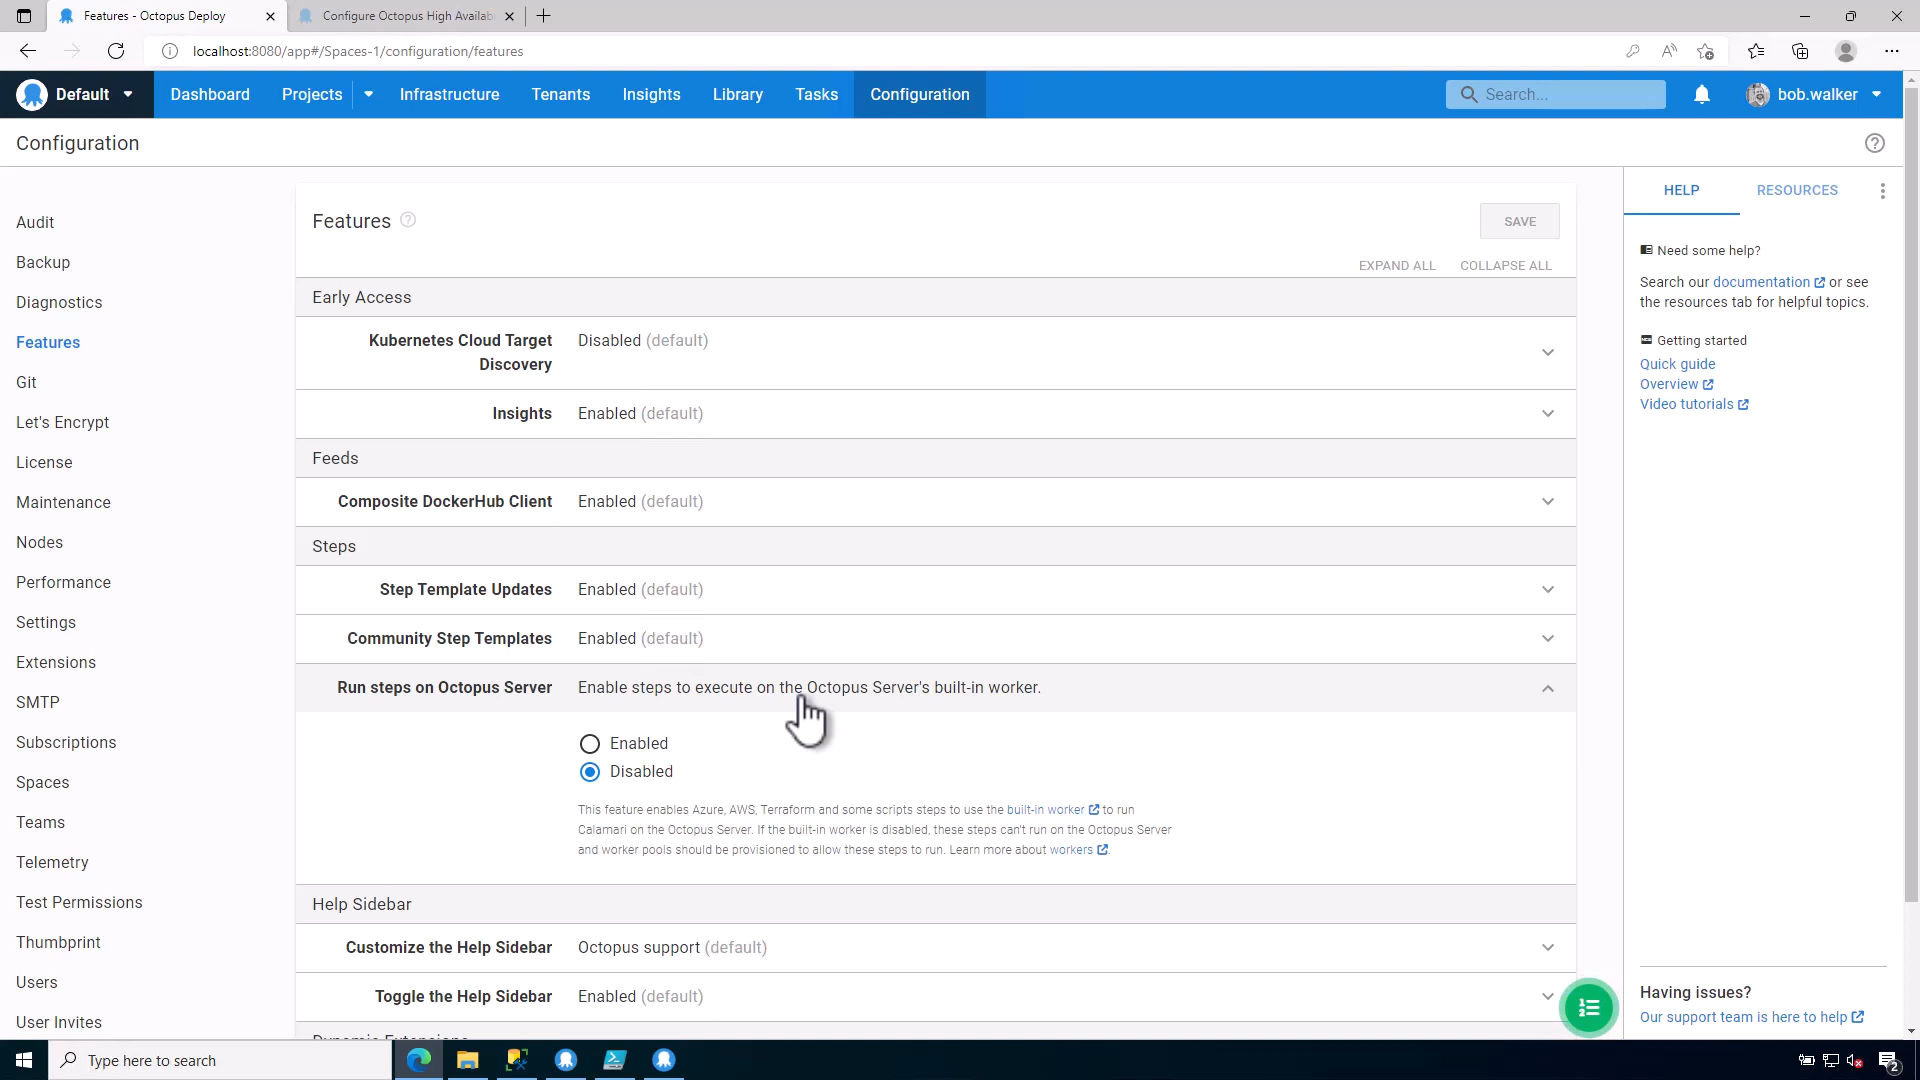 Features - Octopus Deploy
Configure Octopus High Availab
localhost:8080/app#/Spaces-1/configuration/features
Default
Dashboard
Projects
Infrastructure
Tenants
Insights
Library
Tasks
Configuration
Search...
bob.walker
Configuration
Audit
Backup
Diagnostics
Features
Git
Let's Encrypt
License
Maintenance
Nodes
Performance
Settings
Extensions
SMTP
Subscriptions
Spaces
Teams
Telemetry
Test Permissions
Thumbprint
Users
User Invites
Features
SAVE
EXPAND ALL
COLLAPSE ALL
Early Access
Kubernetes Cloud Target
Discovery
Disabled (default)
Insights
Enabled (default)
Feeds
Composite DockerHub Client
Enabled (default)
Steps
Step Template Updates
Enabled (default)
Community Step Templates
Enabled (default)
Run steps on Octopus Server
Enable steps to execute on the Octopus Server's built-in worker.
Enabled
Disabled
This feature enables Azure, AWS, Terraform and some scripts steps to use the built-in worker to run
Calamari on the Octopus Server. If the built-in worker is disabled, these steps can't run on the Octopus Server
and worker pools should be provisioned to allow these steps to run. Learn more about workers.
Help Sidebar
Customize the Help Sidebar
Octopus support (default)
Toggle the Help Sidebar
Enabled (default)
Dynamic Extensions
HELP
RESOURCES
Need some help?
Search our documentation or see
the resources tab for helpful topics.
Getting started
Quick guide
Overview
Video tutorials
Having issues?
Our support team is here to help
Type here to search
2